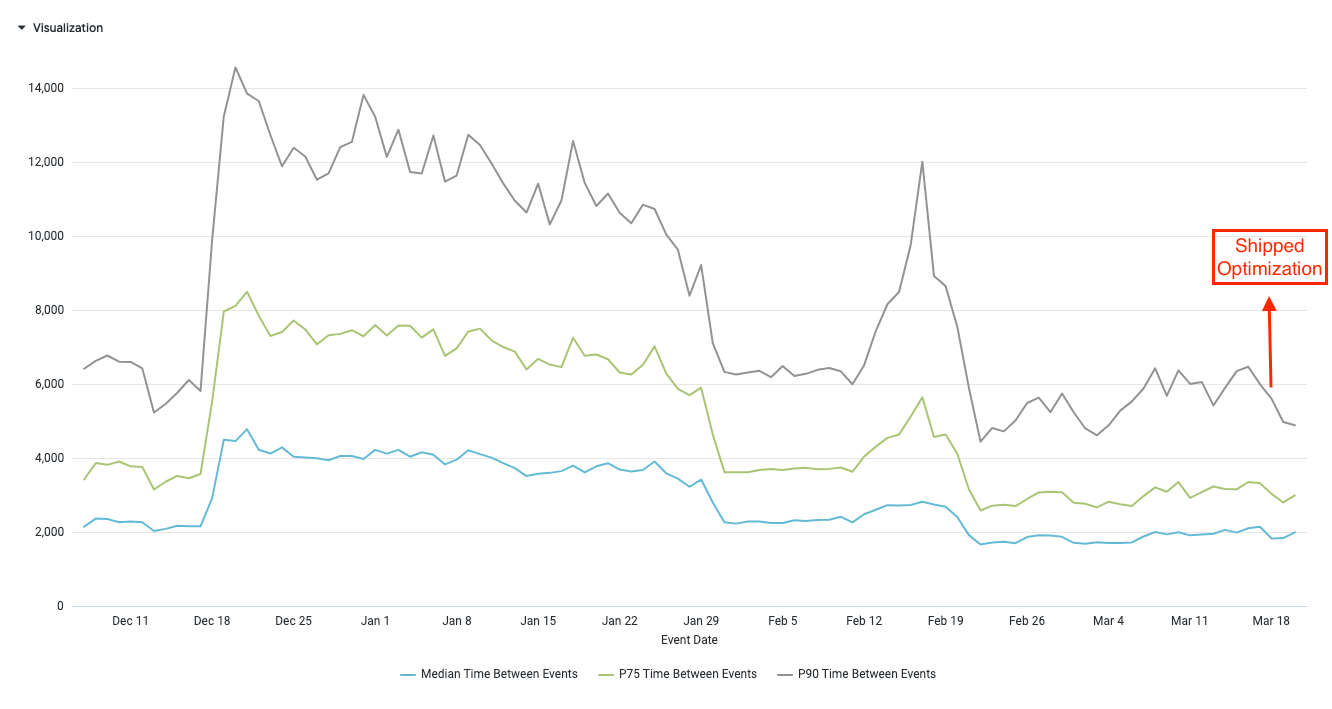 Visualization
14,000
12,000
10,000
8,000
6,000
4,000
2,000
0
Shipped
Optimization
Dec 11 Dec 18 Dec 25 Jan 1 Jan 8 Jan 15 Jan 22 Jan 29 Feb 5 Feb 12 Feb 19 Feb 26 Mar 4 Mar 11 Mar 18
Event Date
Median Time Between Events P75 Time Between Events P90 Time Between Events